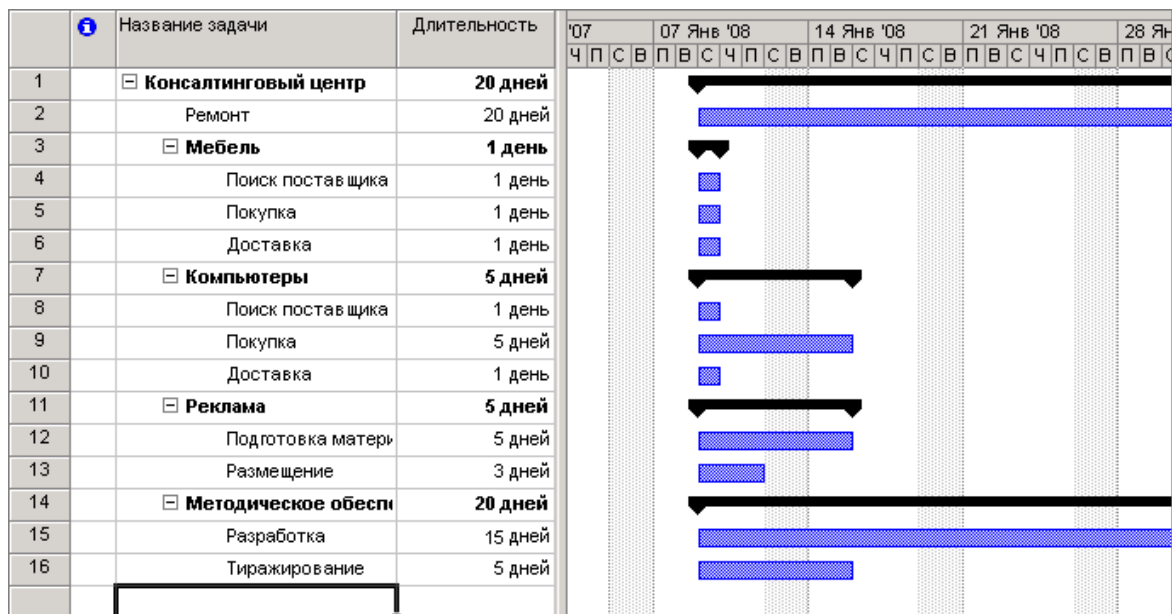 Название задачи Длительность '07 07 Янв '08 14 Янв '08 21 Янв '08 28 Ян
Ч П С В П В С Ч П С В П В С Ч П С В П В С Ч П С В П В С
1 Консалтинговый центр 20 дней
2 Ремонт 20 дней
3 Мебель 1 день
4 Поиск поставщика 1 день
5 Покупка 1 день
6 Доставка 1 день
7 Компьютеры 5 дней
8 Поиск поставщика 1 день
9 Покупка 5 дней
10 Доставка 1 день
11 Реклама 5 дней
12 Подготовка матери 5 дней
13 Размещение 3 дней
14 Методическое обеспе 20 дней
15 Разработка 15 дней
16 Тиражирование 5 дней